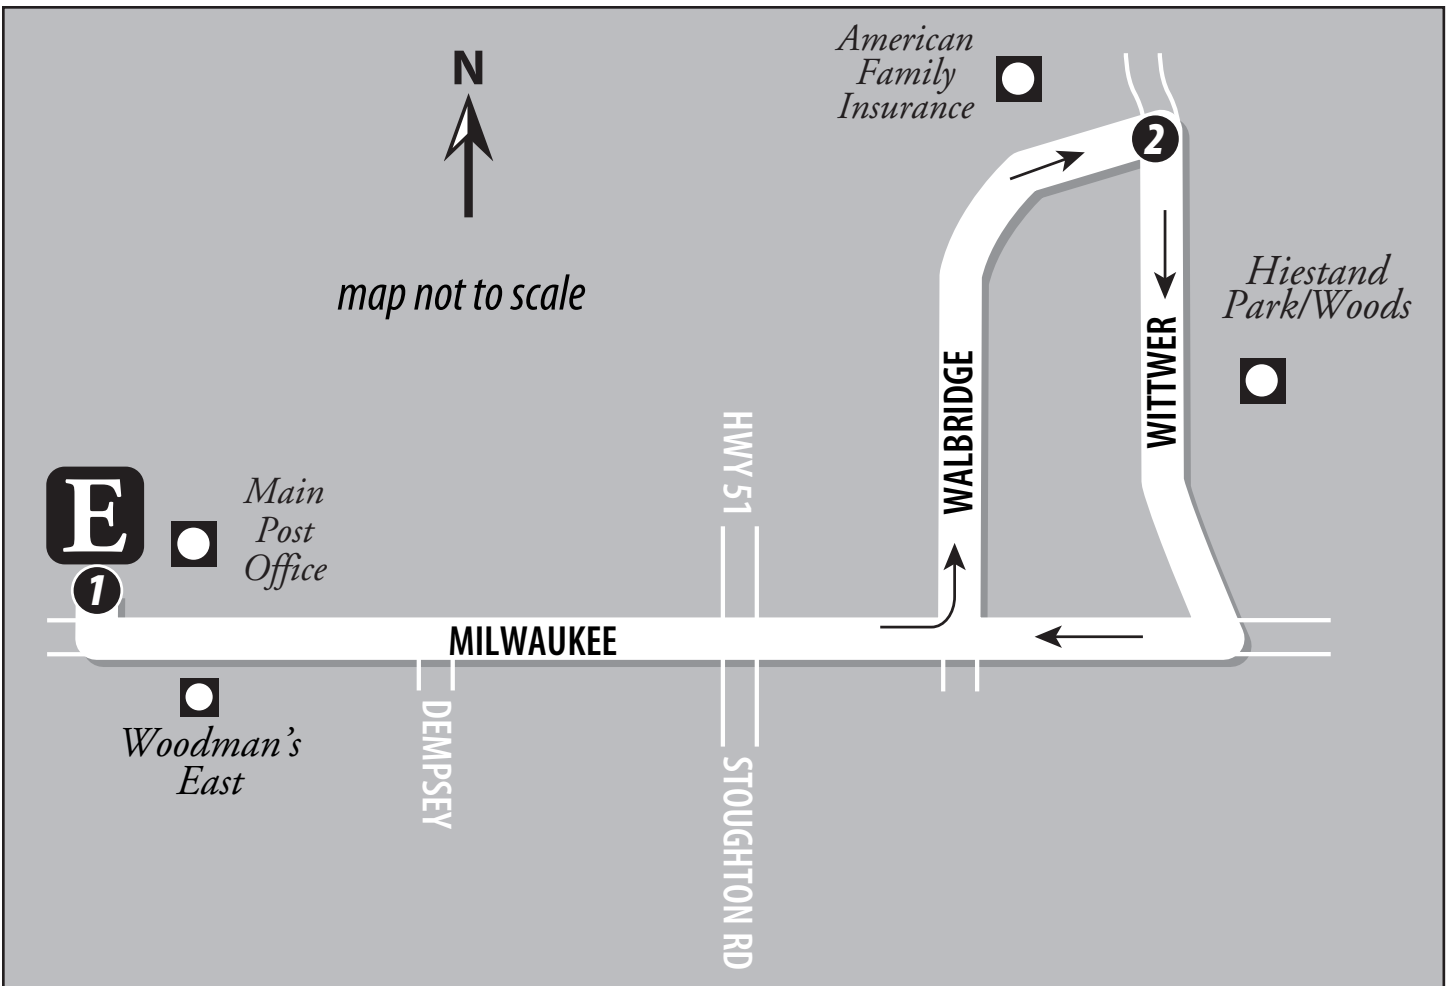 American
Family
Insurance
N
2
map not to scale
Hiestand
Park/Woods
WITTWER
WALBRIDGE
HWY 51
E
Main
Post
Office
1
MILWAUKEE
Woodman's
East
DEMPSEY
STOUGHTON RD